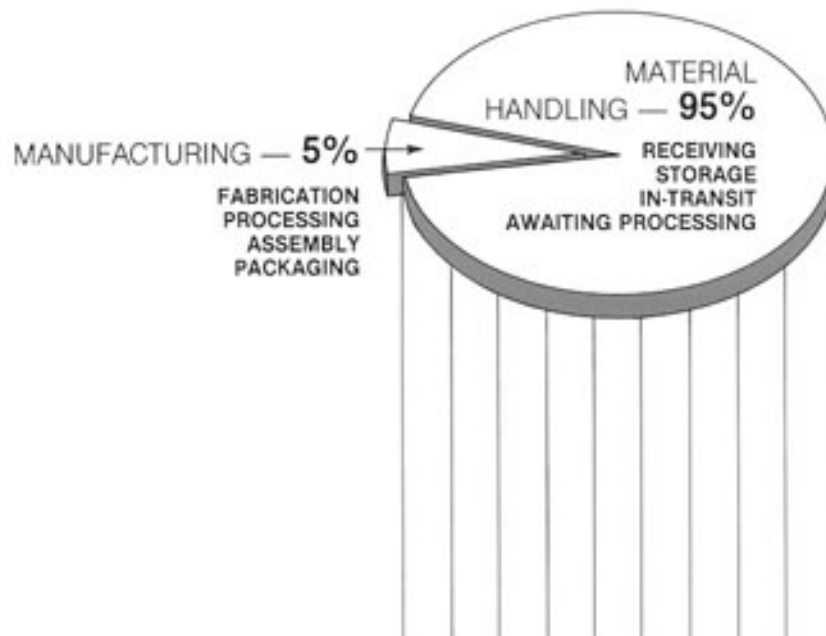 MATERIAL
HANDLING — 95%
RECEIVING
STORAGE
IN-TRANSIT
AWAITING PROCESSING
MANUFACTURING — 5%
FABRICATION
PROCESSING
ASSEMBLY
PACKAGING